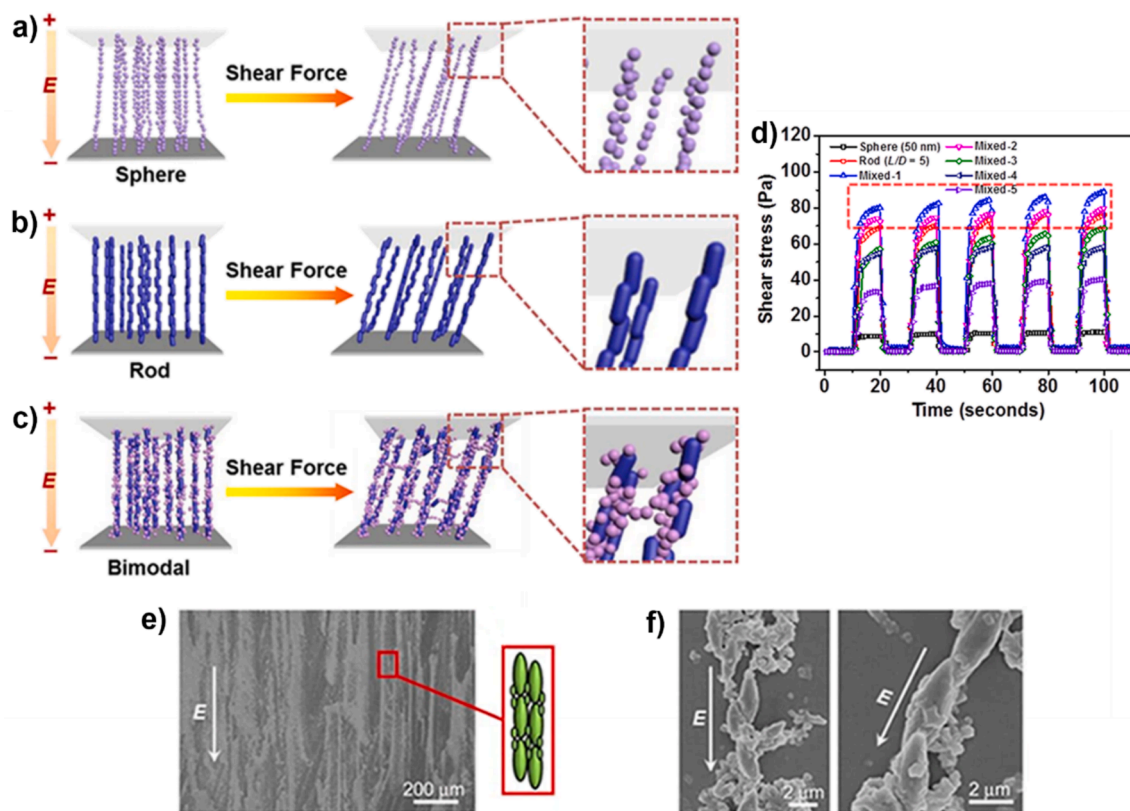 a)
+
E
−
Shear Force
Sphere
b)
+
E
−
Shear Force
Rod
c)
+
E
−
Shear Force
Bimodal
d)
Shear stress (Pa)
120
100
80
60
40
20
0
Sphere (50 nm)
Rod (L/D = 5)
Mixed-1
Mixed-2
Mixed-3
Mixed-4
Mixed-5
0 20 40 60 80 100
Time (seconds)
e)
E
200 μm
f)
E
2 μm
E
2 μm